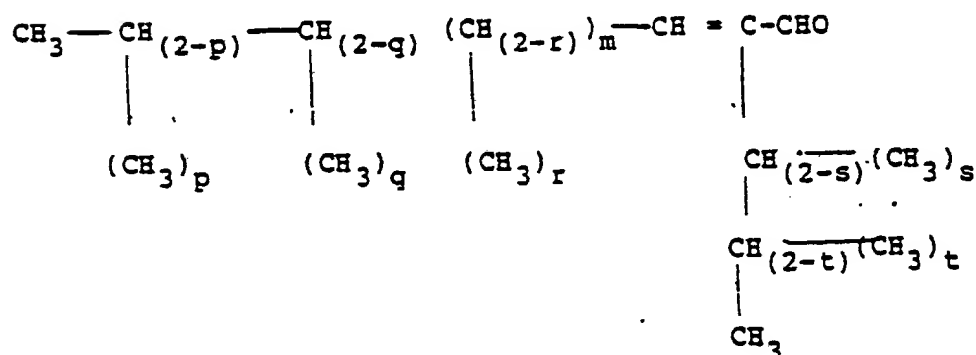 CH₃—CH₍₂₋ₚ₎—CH₍₂₋q₎ (CH₍₂₋ᵣ₎)ₘ—CH = C-CHO
(CH₃)ₚ (CH₃)q (CH₃)ᵣ
CH₍₂₋ₛ₎(CH₃)ₛ
CH₍₂₋ₜ₎(CH₃)ₜ
CH₃